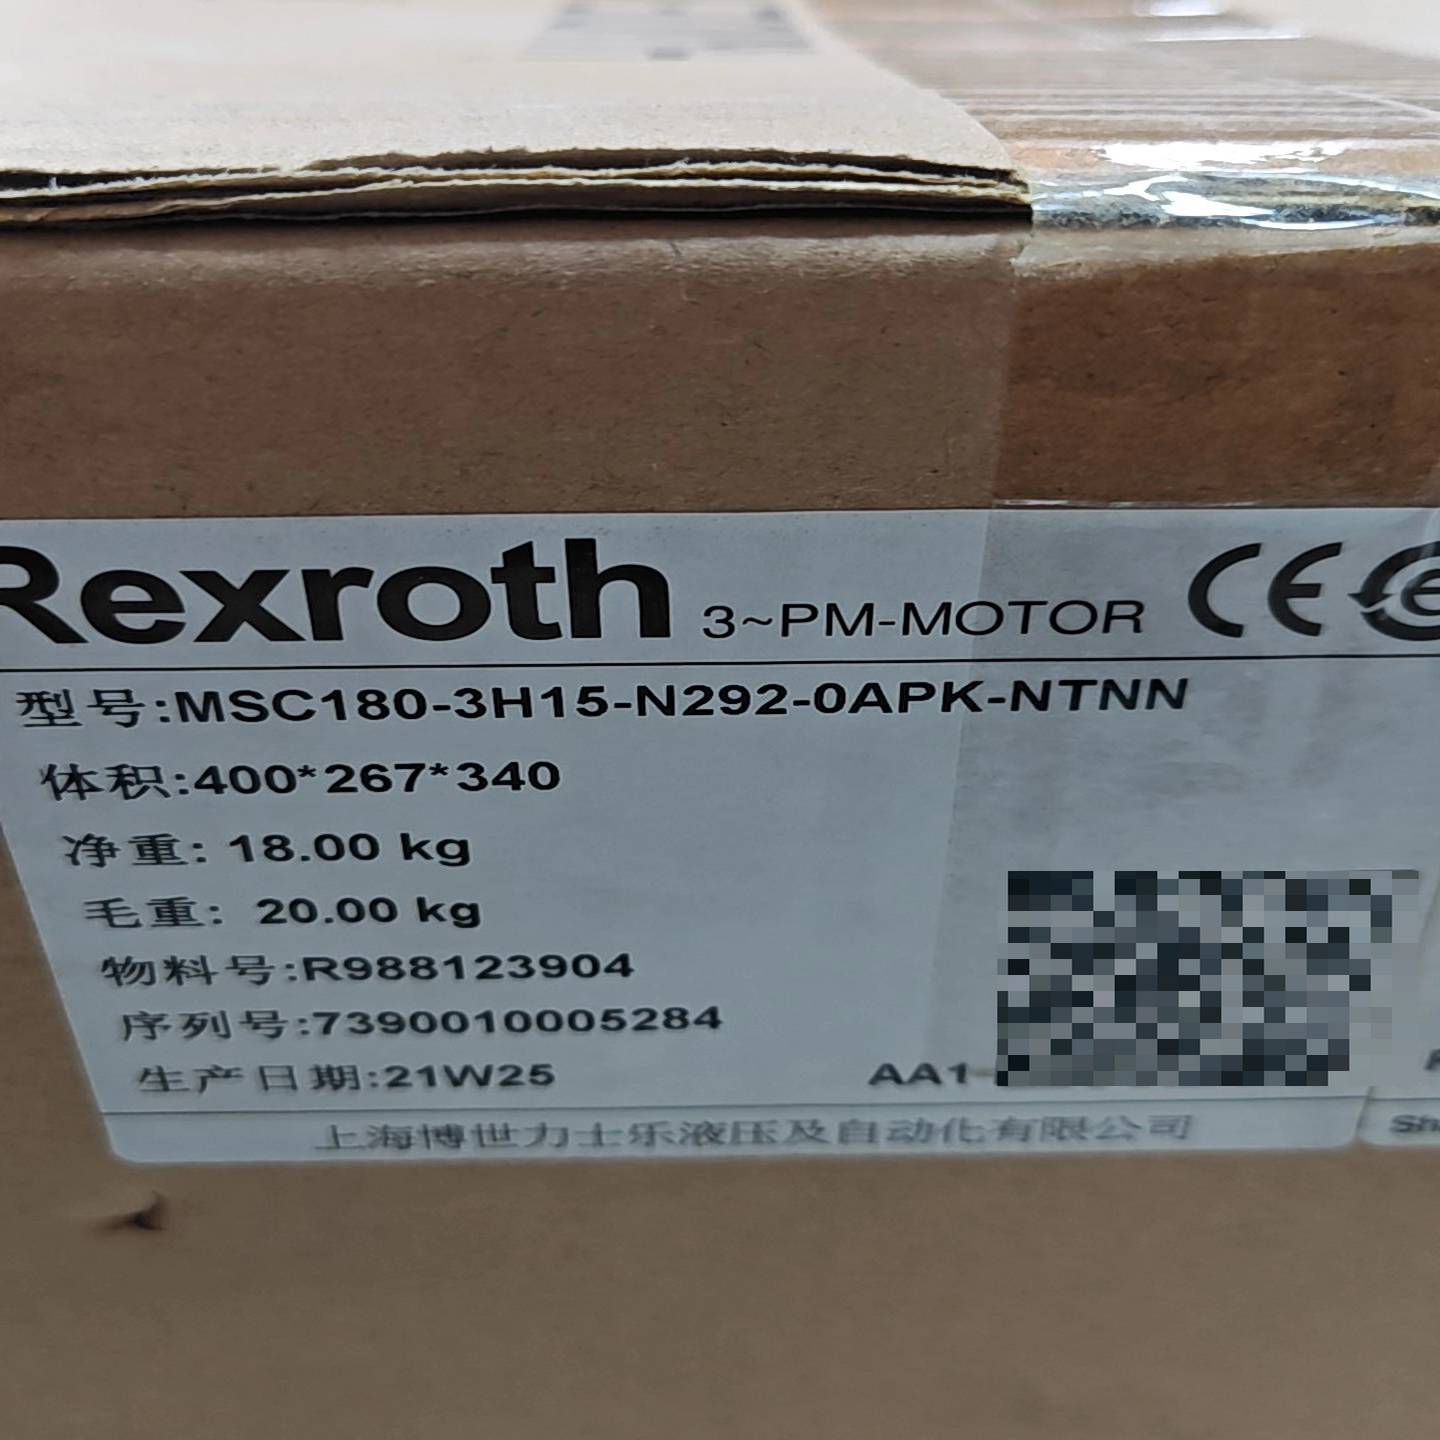 Rexroth 3~PM-MOTOR CE
型号:MSC180-3H15-N292-0APK-NTNN
体积:400*267*340
净重: 18.00 kg
毛重: 20.00 kg
物料号:R988123904
序列号:7390010005284
生产日期:21W25 AA1
上海博世力士乐液压及自动化有限公司